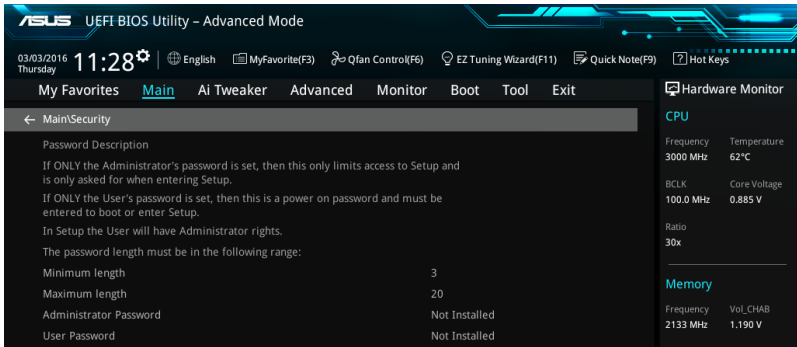 ASUS UEFI BIOS Utility – Advanced Mode
03/03/2016 Thursday 11:28 English MyFavorite(F3) Qfan Control(F6) EZ Tuning Wizard(F11) Quick Note(F9) ? Hot Keys
My Favorites Main Ai Tweaker Advanced Monitor Boot Tool Exit
← Main\Security
Password Description
If ONLY the Administrator's password is set, then this only limits access to Setup and
is only asked for when entering Setup.
If ONLY the User's password is set, then this is a power on password and must be
entered to boot or enter Setup.
In Setup the User will have Administrator rights.
The password length must be in the following range:
Minimum length 3
Maximum length 20
Administrator Password Not Installed
User Password Not Installed
Hardware Monitor
CPU
Frequency Temperature
3000 MHz 62°C
BCLK Core Voltage
100.0 MHz 0.885 V
Ratio
30x
Memory
Frequency Vol_CHAB
2133 MHz 1.190 V